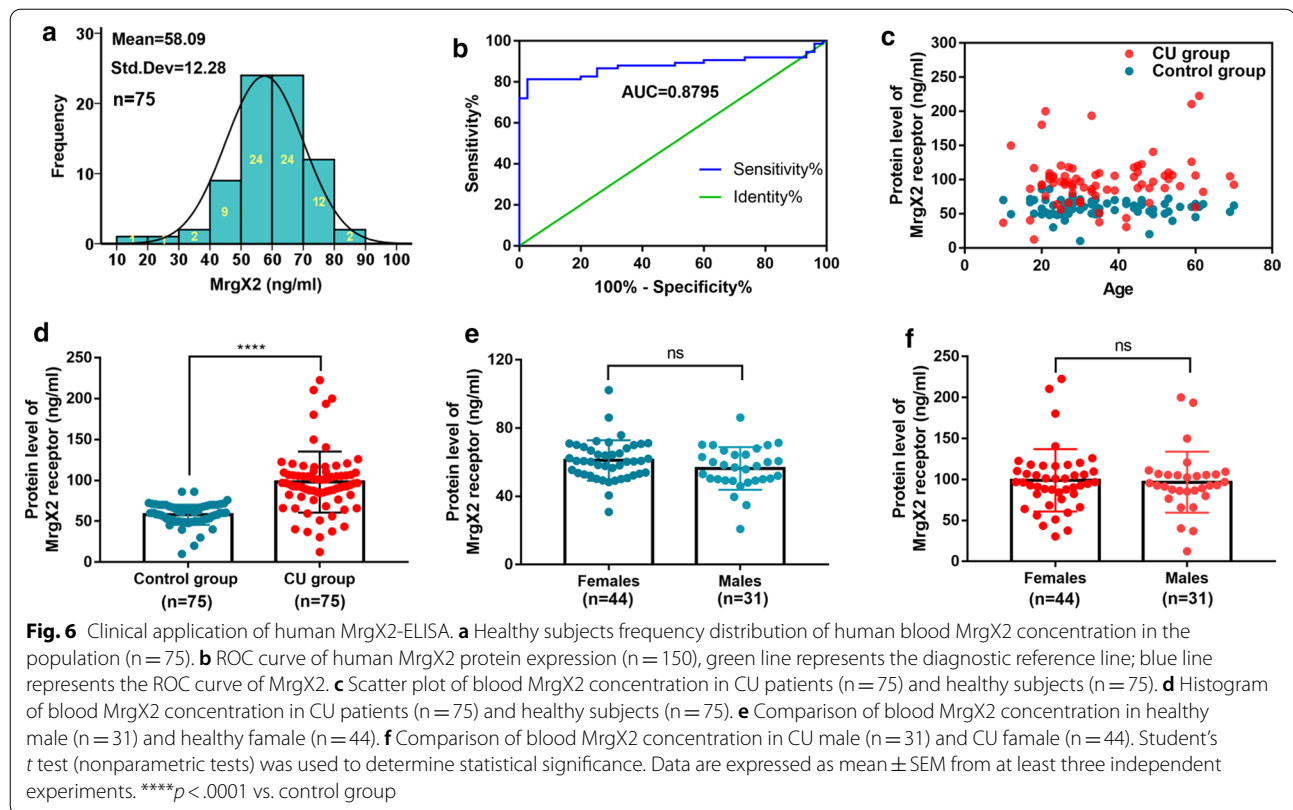 a
Mean=58.09
Std.Dev=12.28
n=75
Frequency
30
20
10
0
1
1
2
9
24
24
12
2
10 20 30 40 50 60 70 80 90 100
MrgX2 (ng/ml)
b
Sensitivity%
100
80
60
40
20
0
AUC=0.8795
Sensitivity%
Identity%
0 20 40 60 80 100
100% - Specificity%
c
Protein level of
MrgX2 receptor (ng/ml)
300
250
200
150
100
50
0
CU group
Control group
0 20 40 60 80
Age
d
Protein level of
MrgX2 receptor (ng/ml)
250
200
150
100
50
0
****
Control group CU group
(n=75) (n=75)
e
Protein level of
MrgX2 receptor (ng/ml)
120
80
40
0
ns
Females Males
(n=44) (n=31)
f
Protein level of
MrgX2 receptor (ng/ml)
250
200
150
100
50
0
ns
Females Males
(n=44) (n=31)
Fig. 6 Clinical application of human MrgX2-ELISA. a Healthy subjects frequency distribution of human blood MrgX2 concentration in the
population (n = 75). b ROC curve of human MrgX2 protein expression (n = 150), green line represents the diagnostic reference line; blue line
represents the ROC curve of MrgX2. c Scatter plot of blood MrgX2 concentration in CU patients (n = 75) and healthy subjects (n = 75). d Histogram
of blood MrgX2 concentration in CU patients (n = 75) and healthy subjects (n = 75). e Comparison of blood MrgX2 concentration in healthy
male (n = 31) and healthy famale (n = 44). f Comparison of blood MrgX2 concentration in CU male (n = 31) and CU famale (n = 44). Student's
t test (nonparametric tests) was used to determine statistical significance. Data are expressed as mean ± SEM from at least three independent
experiments. ****p < .0001 vs. control group